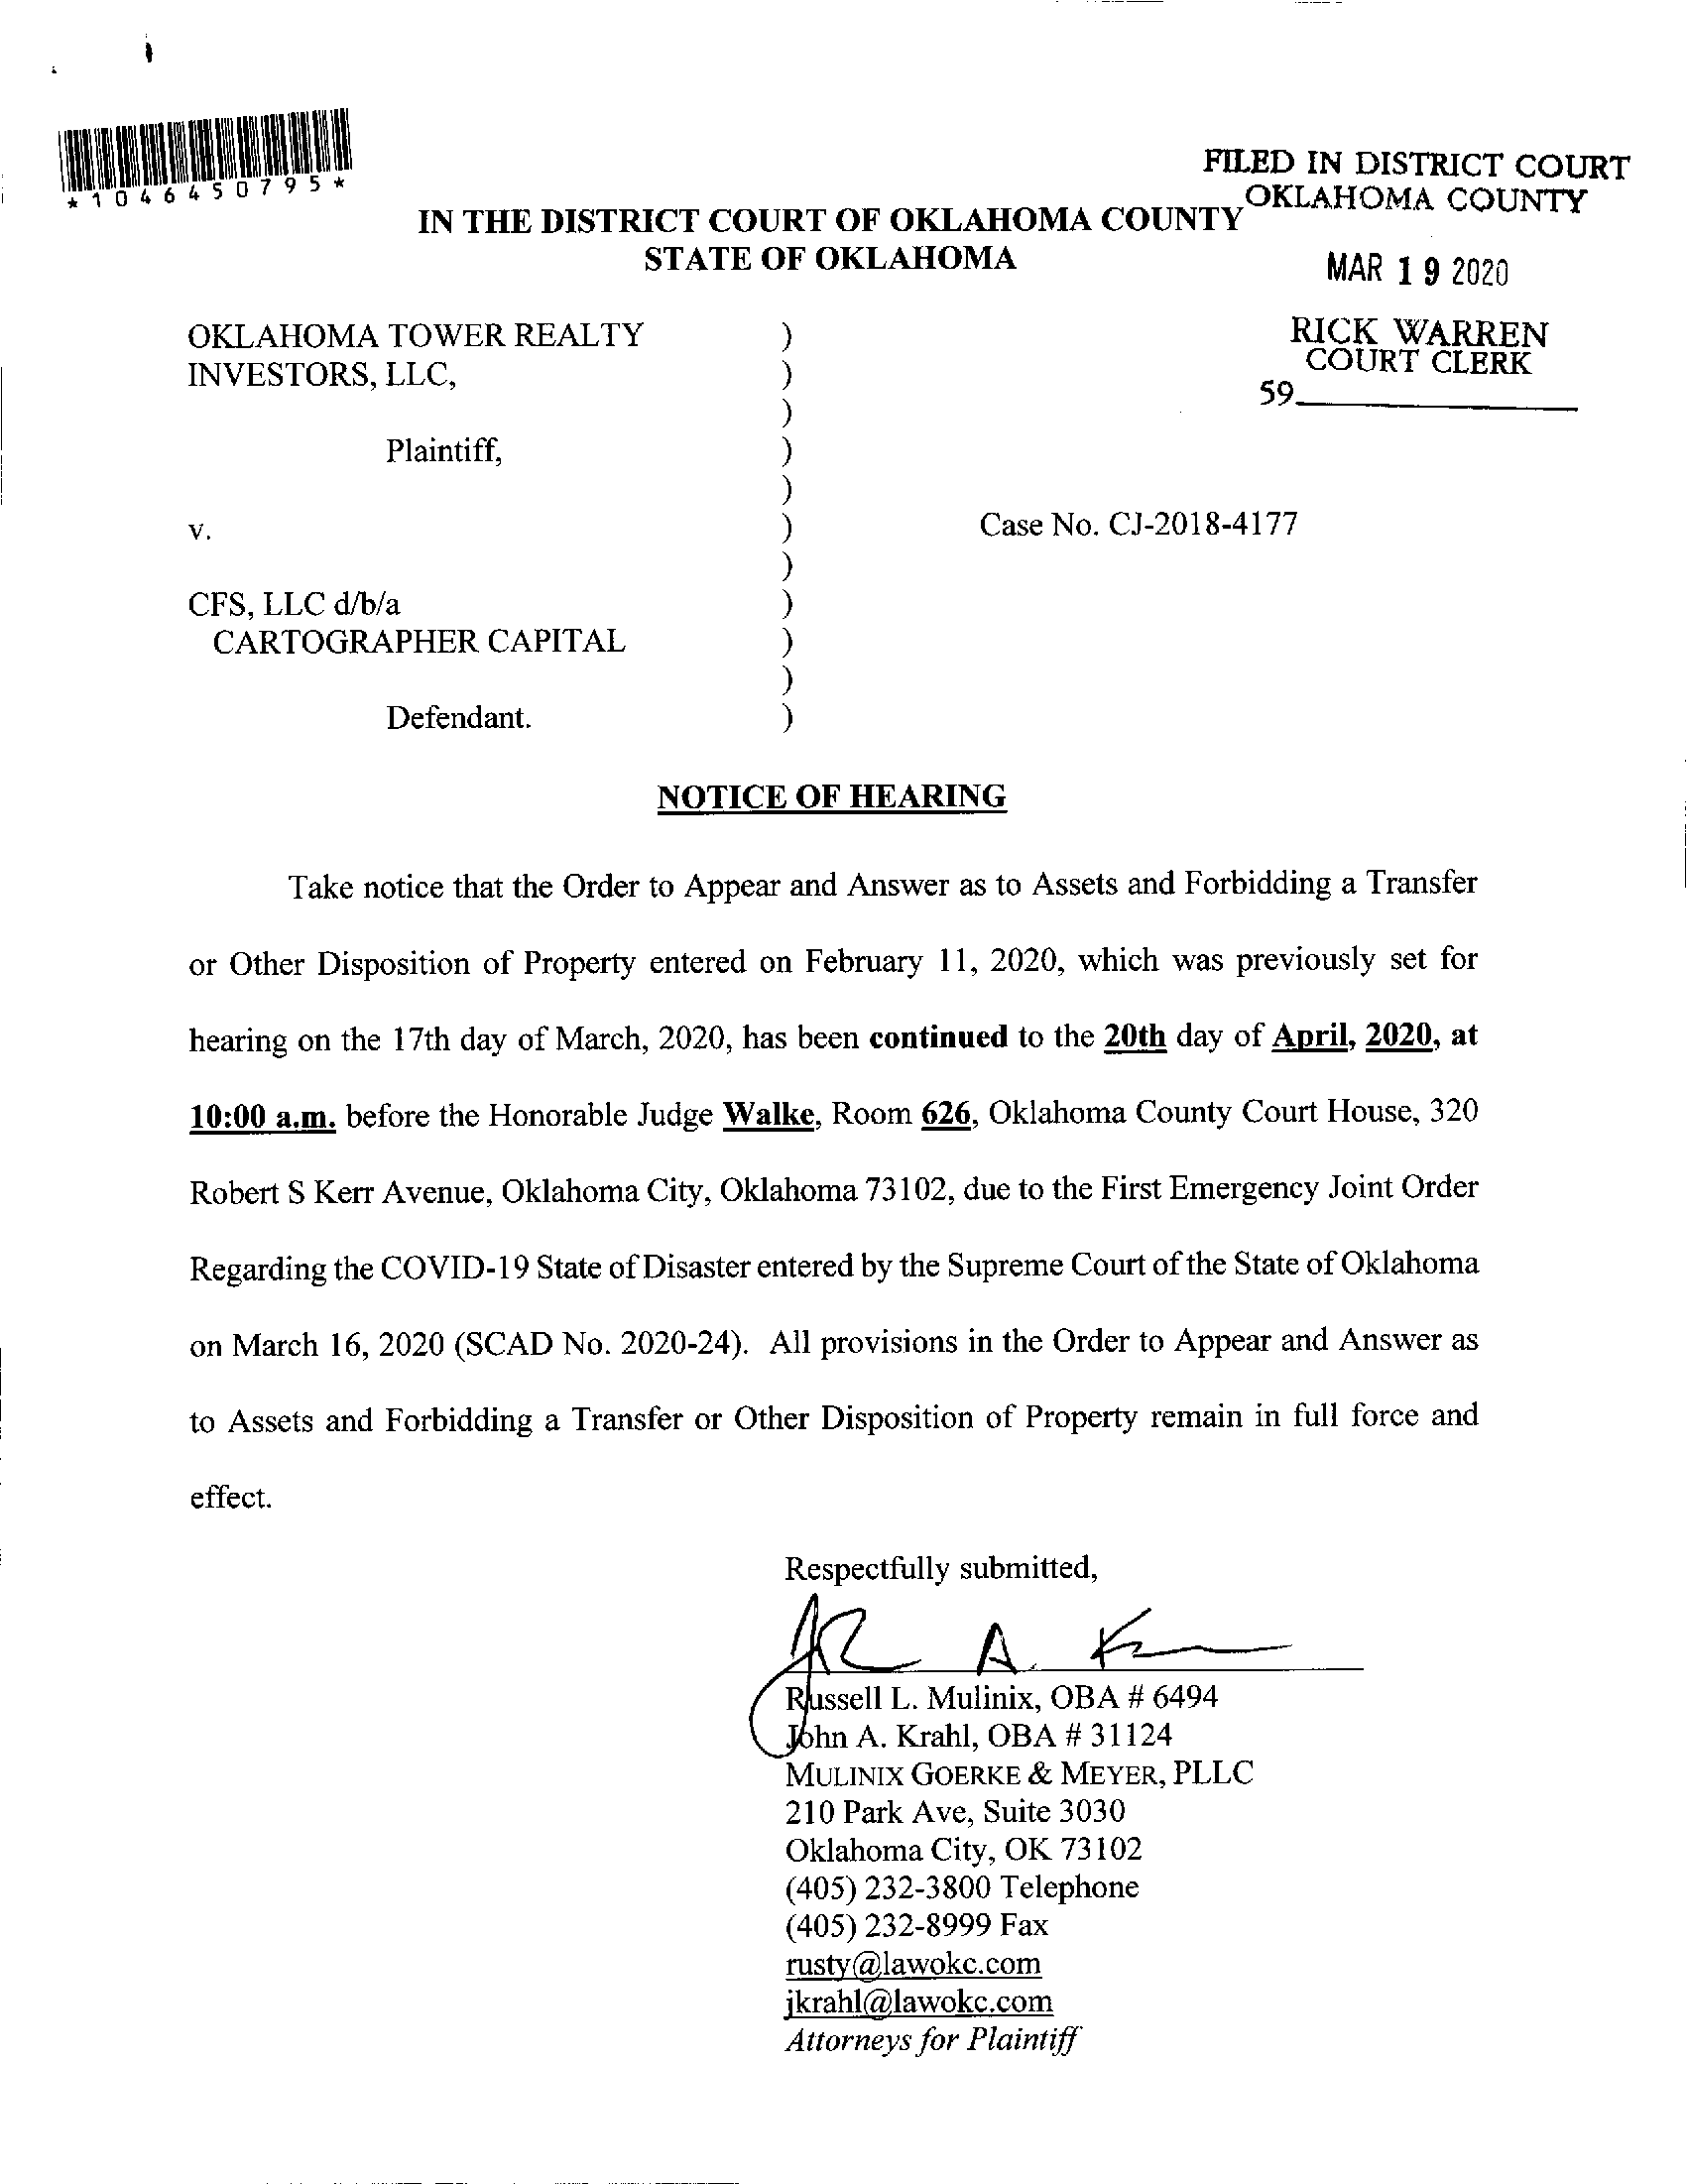 *1046450795*
FILED IN DISTRICT COURT
OKLAHOMA COUNTY
IN THE DISTRICT COURT OF OKLAHOMA COUNTY
STATE OF OKLAHOMA
MAR 19 2020
RICK WARREN
COURT CLERK
59
OKLAHOMA TOWER REALTY )
INVESTORS, LLC, )
)
Plaintiff, )
)
v. ) Case No. CJ-2018-4177
)
CFS, LLC d/b/a )
CARTOGRAPHER CAPITAL )
)
Defendant. )
NOTICE OF HEARING
Take notice that the Order to Appear and Answer as to Assets and Forbidding a Transfer
or Other Disposition of Property entered on February 11, 2020, which was previously set for
hearing on the 17th day of March, 2020, has been continued to the 20th day of April, 2020, at
10:00 a.m. before the Honorable Judge Walke, Room 626, Oklahoma County Court House, 320
Robert S Kerr Avenue, Oklahoma City, Oklahoma 73102, due to the First Emergency Joint Order
Regarding the COVID-19 State of Disaster entered by the Supreme Court of the State of Oklahoma
on March 16, 2020 (SCAD No. 2020-24). All provisions in the Order to Appear and Answer as
to Assets and Forbidding a Transfer or Other Disposition of Property remain in full force and
effect.
Respectfully submitted,
Russell L. Mulinix, OBA # 6494
John A. Krahl, OBA # 31124
MULINIX GOERKE & MEYER, PLLC
210 Park Ave, Suite 3030
Oklahoma City, OK 73102
(405) 232-3800 Telephone
(405) 232-8999 Fax
rusty@lawokc.com
jkrahl@lawokc.com
Attorneys for Plaintiff